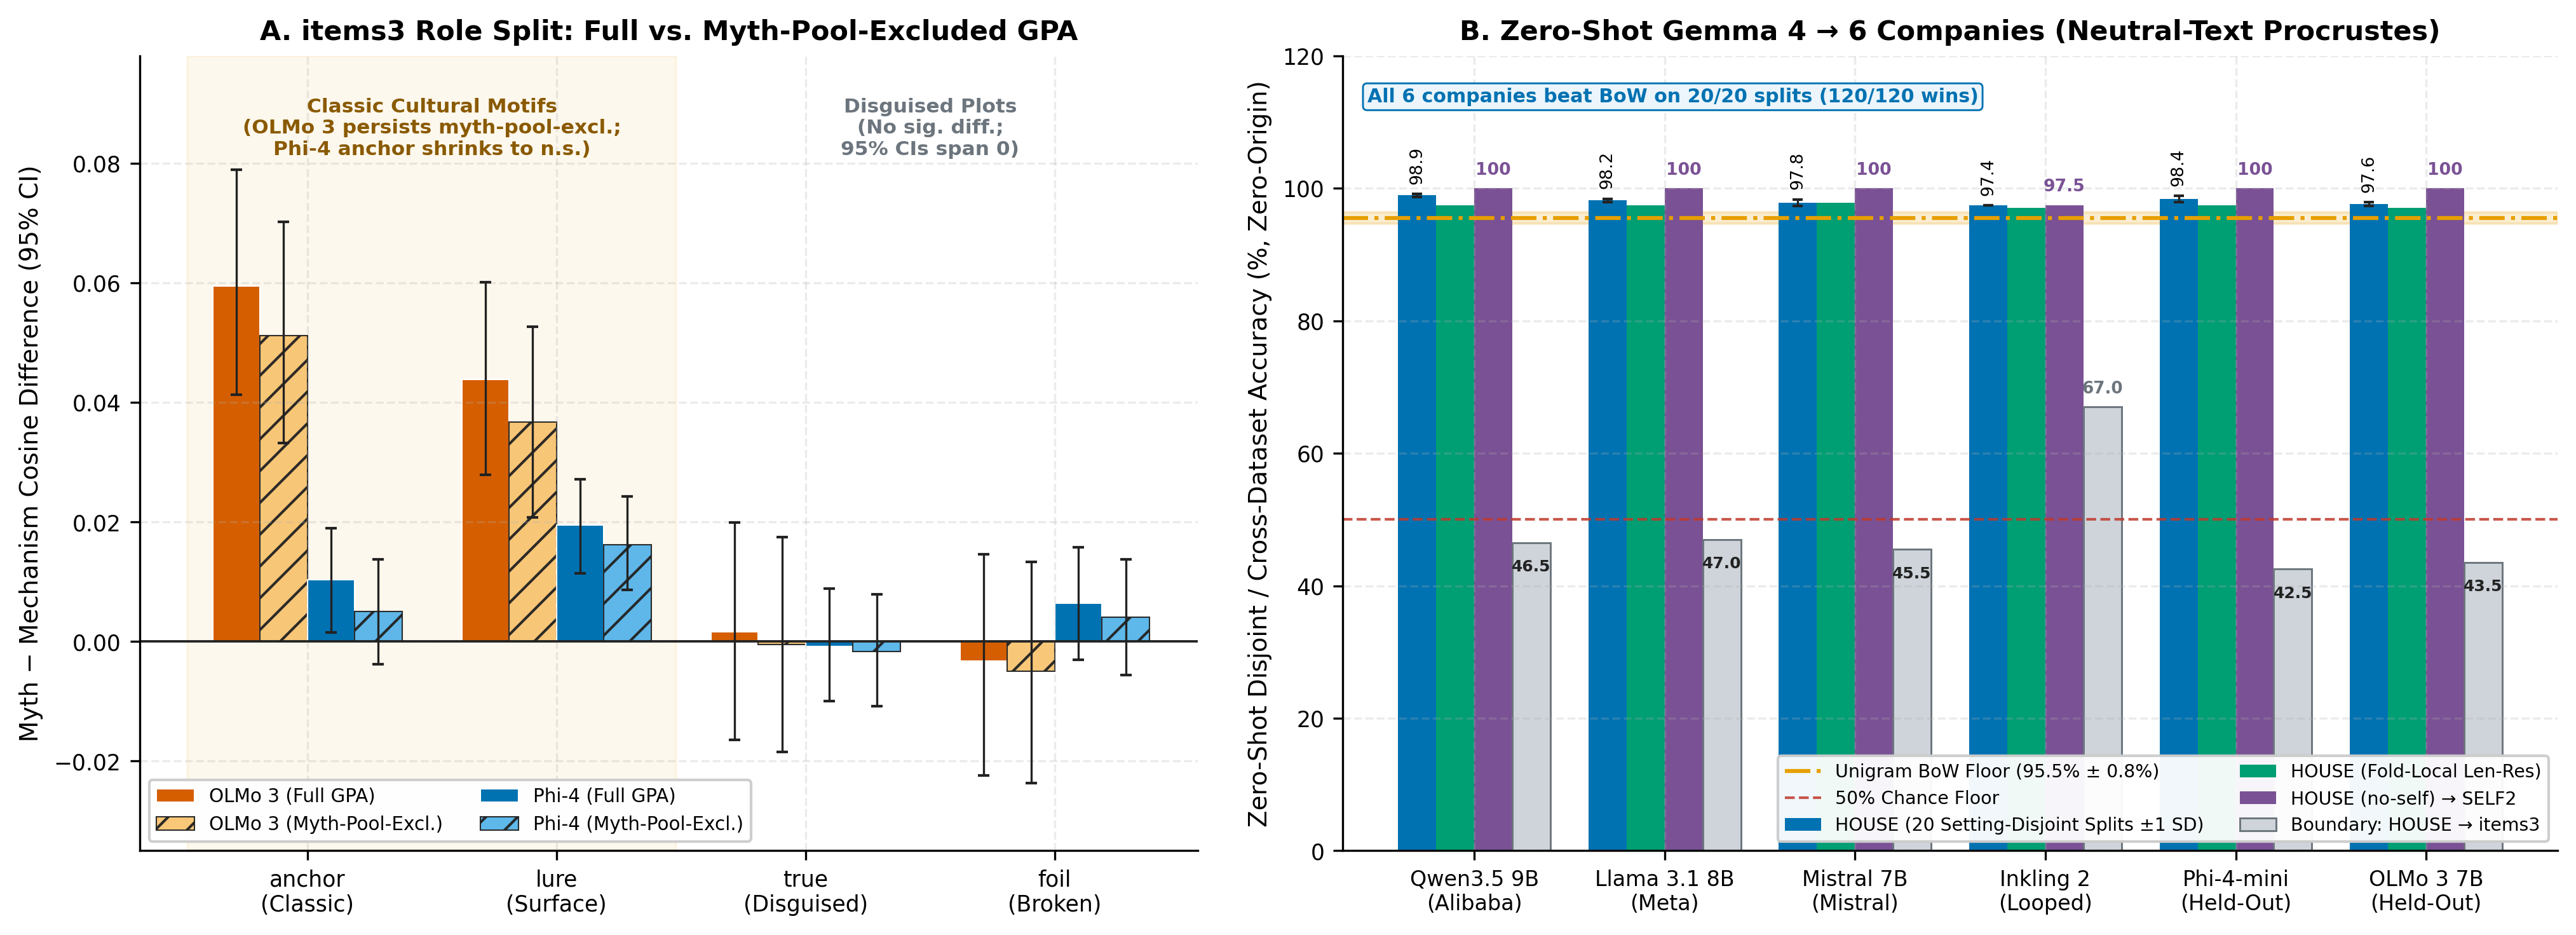 A. items3 Role Split: Full vs. Myth-Pool-Excluded GPA
Myth − Mechanism Cosine Difference (95% CI)
0.08
0.06
0.04
0.02
0.00
−0.02
Classic Cultural Motifs
(OLMo 3 persists myth-pool-excl.;
Phi-4 anchor shrinks to n.s.)
Disguised Plots
(No sig. diff.;
95% CIs span 0)
OLMo 3 (Full GPA)
OLMo 3 (Myth-Pool-Excl.)
Phi-4 (Full GPA)
Phi-4 (Myth-Pool-Excl.)
anchor
(Classic)
lure
(Surface)
true
(Disguised)
foil
(Broken)
B. Zero-Shot Gemma 4 → 6 Companies (Neutral-Text Procrustes)
Zero-Shot Disjoint / Cross-Dataset Accuracy (%, Zero-Origin)
120
100
80
60
40
20
0
All 6 companies beat BoW on 20/20 splits (120/120 wins)
98.9
100
98.2
100
97.8
100
97.4
97.5
98.4
100
97.6
100
46.5
47.0
45.5
67.0
42.5
43.5
Unigram BoW Floor (95.5% ± 0.8%)
50% Chance Floor
HOUSE (20 Setting-Disjoint Splits ±1 SD)
HOUSE (Fold-Local Len-Res)
HOUSE (no-self) → SELF2
Boundary: HOUSE → items3
Qwen3.5 9B
(Alibaba)
Llama 3.1 8B
(Meta)
Mistral 7B
(Mistral)
Inkling 2
(Looped)
Phi-4-mini
(Held-Out)
OLMo 3 7B
(Held-Out)